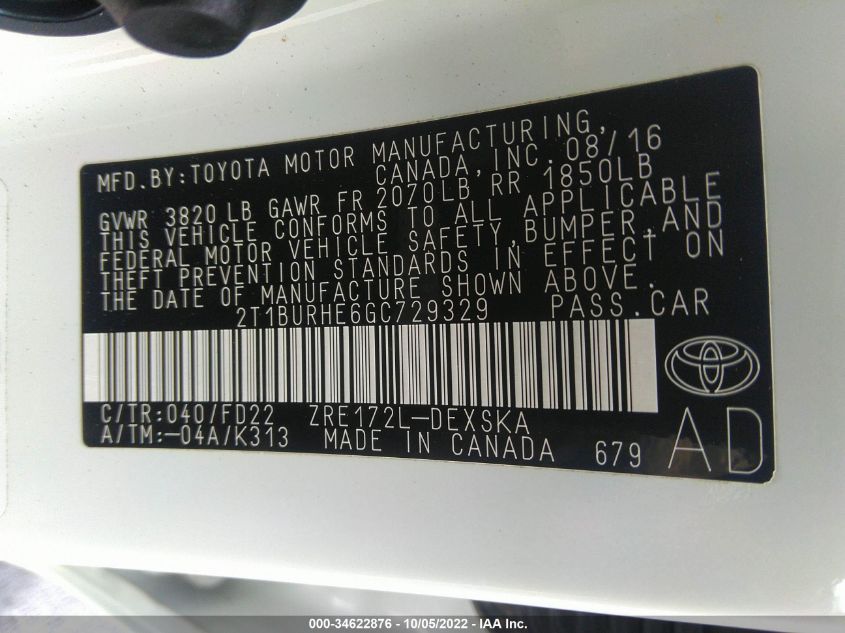 MFD.BY:TOYOTA MOTOR MANUFACTURING,
CANADA,INC. 08/16
GVWR 3820 LB GAWR FR 2070LB RR 1850LB
THIS VEHICLE CONFORMS TO ALL APPLICABLE
FEDERAL MOTOR VEHICLE SAFETY,BUMPER,AND
THEFT PREVENTION STANDARDS IN EFFECT ON
THE DATE OF MANUFACTURE SHOWN ABOVE.
2T1BURHE6GC729329 PASS.CAR
C/TR:040/FD22 ZRE172L-DEXSKA
A/TM:-04A/K313 MADE IN CANADA 679 AD
000-34622876 - 10/05/2022 - IAA Inc.